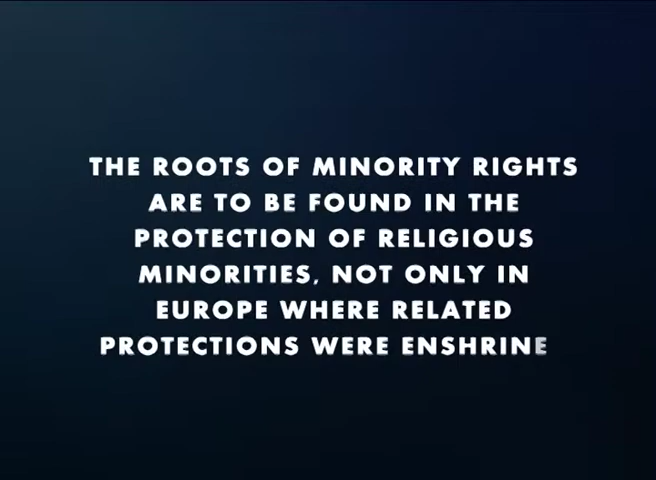 THE ROOTS OF MINORITY RIGHTS
ARE TO BE FOUND IN THE
PROTECTION OF RELIGIOUS
MINORITIES, NOT ONLY IN
EUROPE WHERE RELATED
PROTECTIONS WERE ENSHRINE